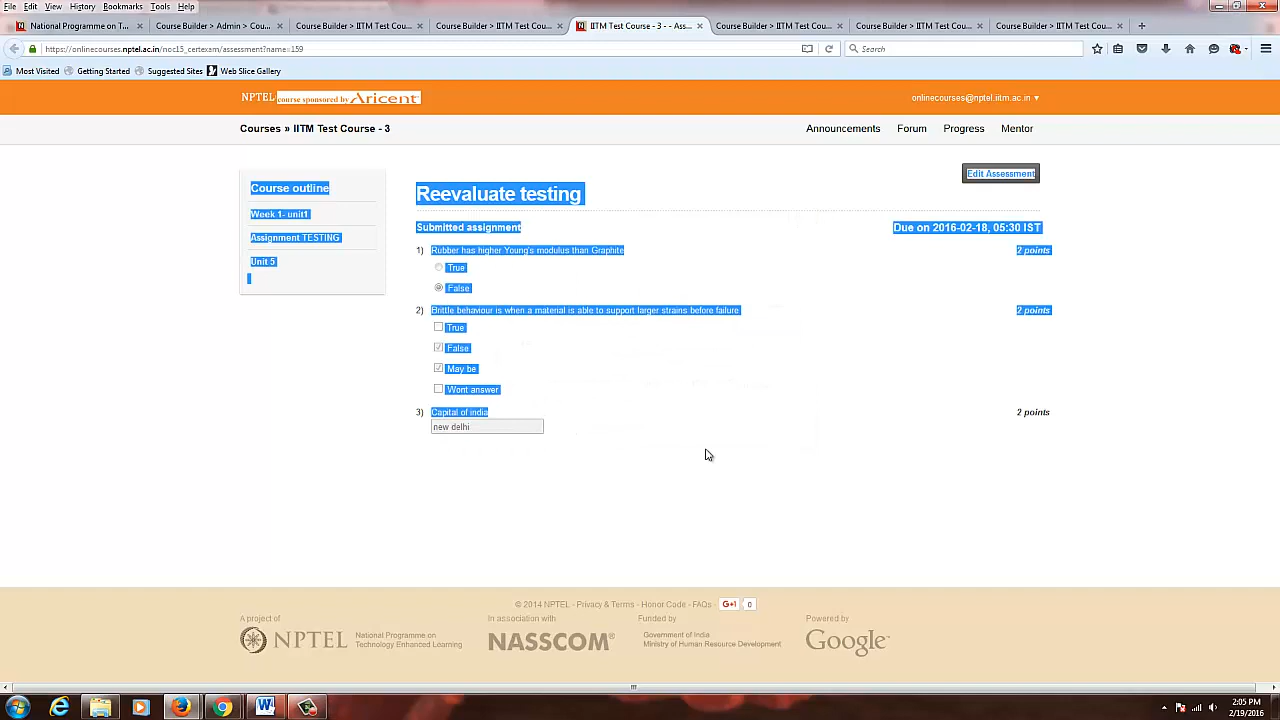 File Edit View History Bookmarks Tools Help
National Programme on T... × Course Builder > Admin > Cou... × Course Builder > IITM Test Cou... × Course Builder > IITM Test Cou... × IITM Test Course - 3 - - Ass... × Course Builder > IITM Test Cou... × Course Builder > IITM Test Cou... × Course Builder > IITM Test Cou... × +
https://onlinecourses.nptel.ac.in/noc15_certexam/assessment?name=159 Search
Most Visited Getting Started Suggested Sites Web Slice Gallery
NPTEL course sponsored by Aricent onlinecourses@nptel.iitm.ac.in ▼
Courses » IITM Test Course - 3 Announcements Forum Progress Mentor
Edit Assessment
Course outline
Week 1- unit1
Assignment TESTING
Unit 5
Reevaluate testing
Submitted assignment Due on 2016-02-18, 05:30 IST
1) Rubber has higher Young's modulus than Graphite 2 points
True
False
2) Brittle behaviour is when a material is able to support larger strains before failure 2 points
True
False
May be
Wont answer
3) Capital of india 2 points
new delhi
© 2014 NPTEL - Privacy & Terms - Honor Code - FAQs - G+1 0
A project of
NPTEL
National Programme on
Technology Enhanced Learning
In association with
NASSCOM®
Funded by
Government of India
Ministry of Human Resource Development
Powered by
Google
2:05 PM
2/19/2016